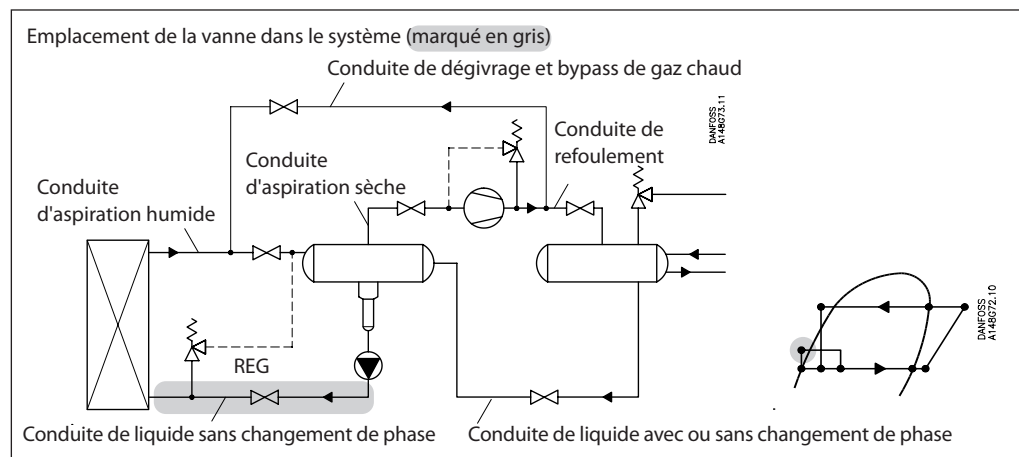 Emplacement de la vanne dans le système (marqué en gris)
Conduite de dégivrage et bypass de gaz chaud
DANFOSS
A148G73.11
Conduite de
refoulement
Conduite
d'aspiration sèche
Conduite
d'aspiration humide
DANFOSS
A148G72.10
REG
Conduite de liquide sans changement de phase
Conduite de liquide avec ou sans changement de phase